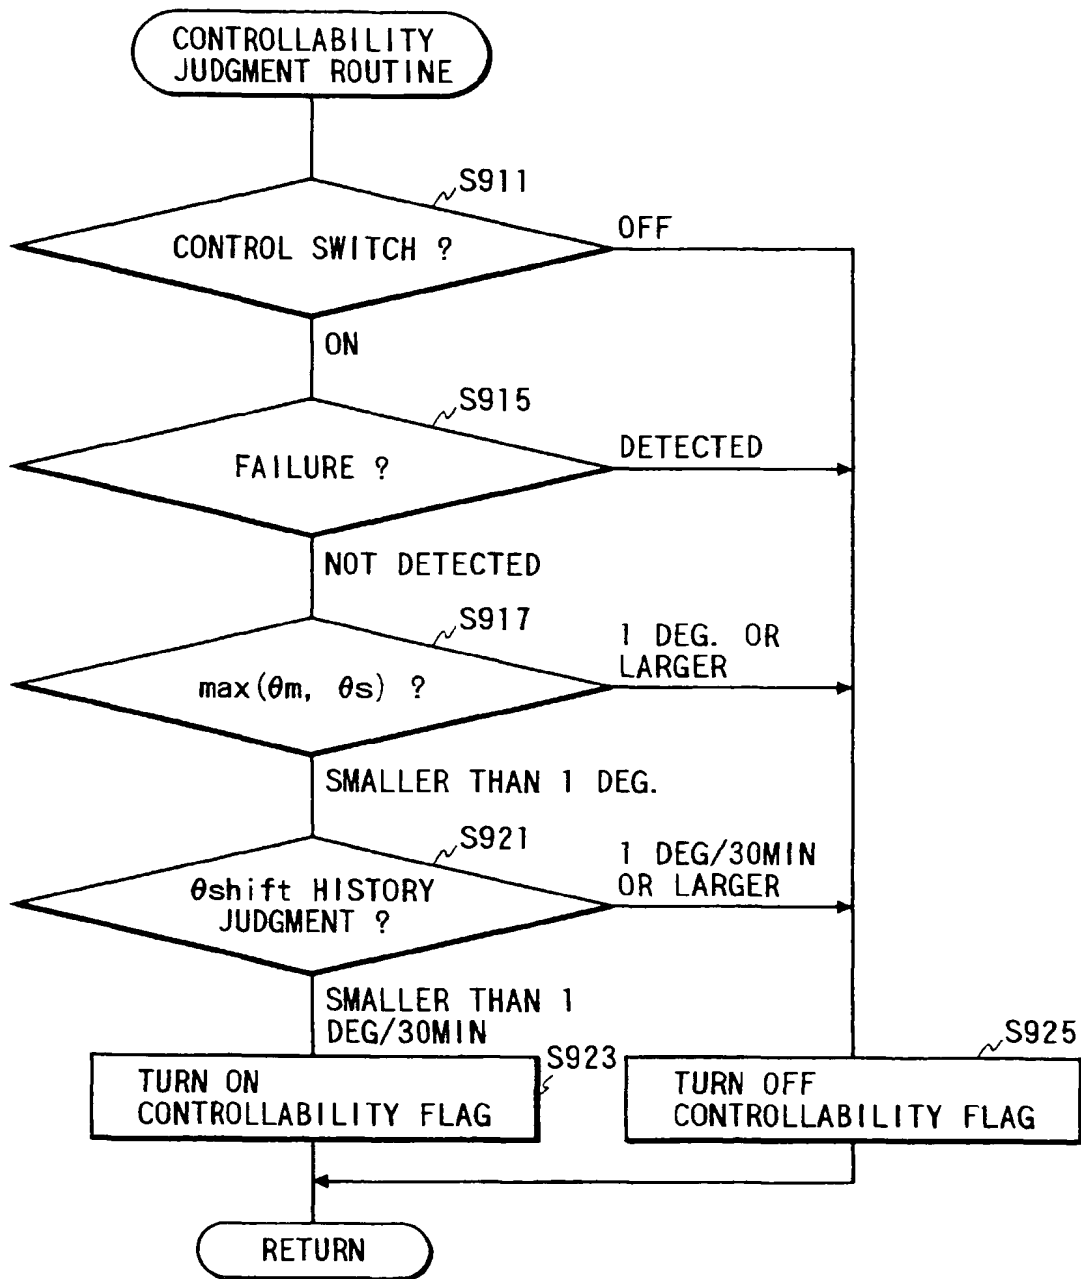 CONTROLLABILITY
JUDGMENT ROUTINE
S911
CONTROL SWITCH ?
OFF
ON
S915
FAILURE ?
DETECTED
NOT DETECTED
S917
max(θm, θs) ?
1 DEG. OR
LARGER
SMALLER THAN 1 DEG.
S921
θshift HISTORY
JUDGMENT ?
1 DEG/30MIN
OR LARGER
SMALLER THAN 1
DEG/30MIN
S923
TURN ON
CONTROLLABILITY FLAG
S925
TURN OFF
CONTROLLABILITY FLAG
RETURN